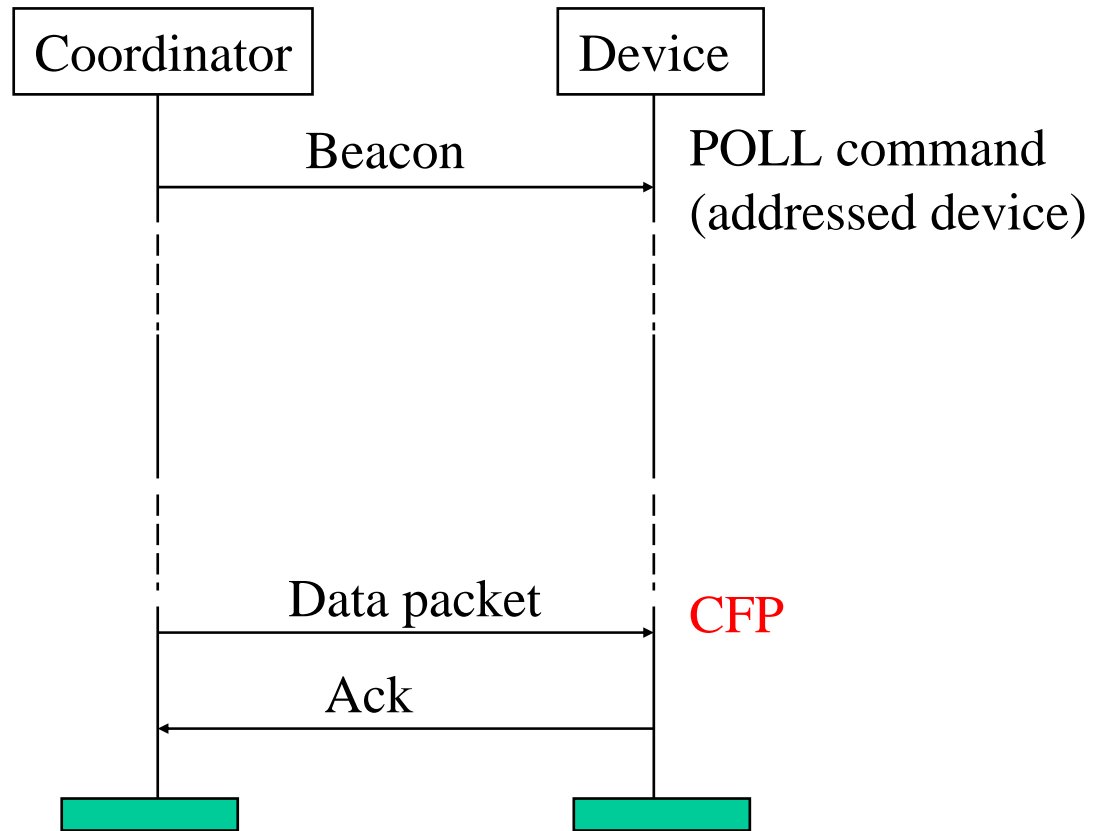 Coordinator
Device
Beacon
POLL command
(addressed device)
Data packet
CFP
Ack